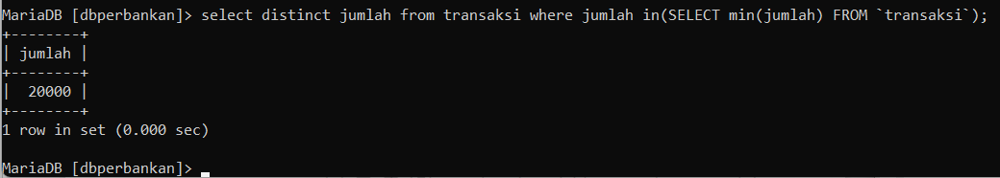 MariaDB [dbperbankan]> select distinct jumlah from transaksi where jumlah in(SELECT min(jumlah) FROM `transaksi`);
+--------+
| jumlah |
+--------+
|  20000 |
+--------+
1 row in set (0.000 sec)

MariaDB [dbperbankan]> _